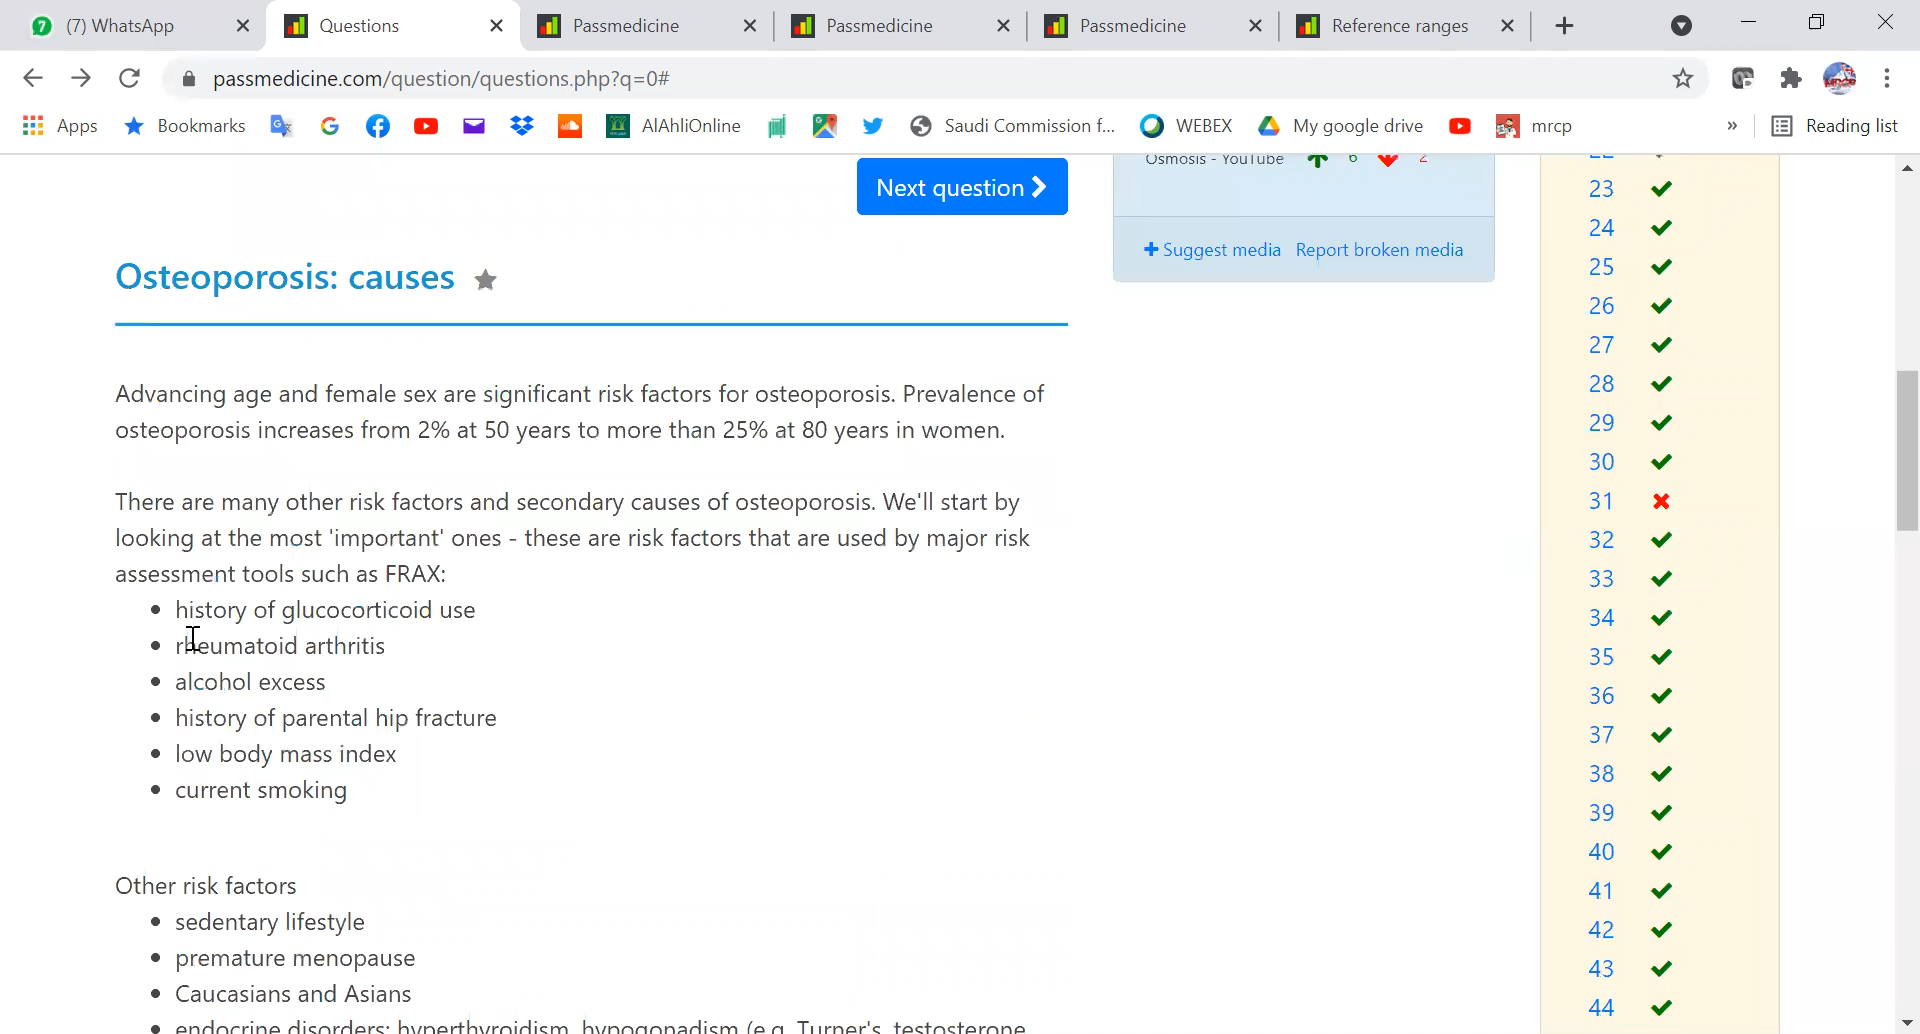 (7) WhatsApp
Questions
Passmedicine
Passmedicine
Passmedicine
Reference ranges
passmedicine.com/question/questions.php?q=0#
Apps
Bookmarks
AlAhliOnline
Saudi Commission f...
WEBEX
My google drive
mrcp
»
Reading list
Next question
Osmosis - YouTube 6 2
+ Suggest media Report broken media
Osteoporosis: causes
Advancing age and female sex are significant risk factors for osteoporosis. Prevalence of
osteoporosis increases from 2% at 50 years to more than 25% at 80 years in women.
There are many other risk factors and secondary causes of osteoporosis. We'll start by
looking at the most 'important' ones - these are risk factors that are used by major risk
assessment tools such as FRAX:
• history of glucocorticoid use
• rheumatoid arthritis
• alcohol excess
• history of parental hip fracture
• low body mass index
• current smoking
Other risk factors
• sedentary lifestyle
• premature menopause
• Caucasians and Asians
• endocrine disorders: hyperthyroidism, hypogonadism (e.g. Turner's, testosterone
23
24
25
26
27
28
29
30
31
32
33
34
35
36
37
38
39
40
41
42
43
44